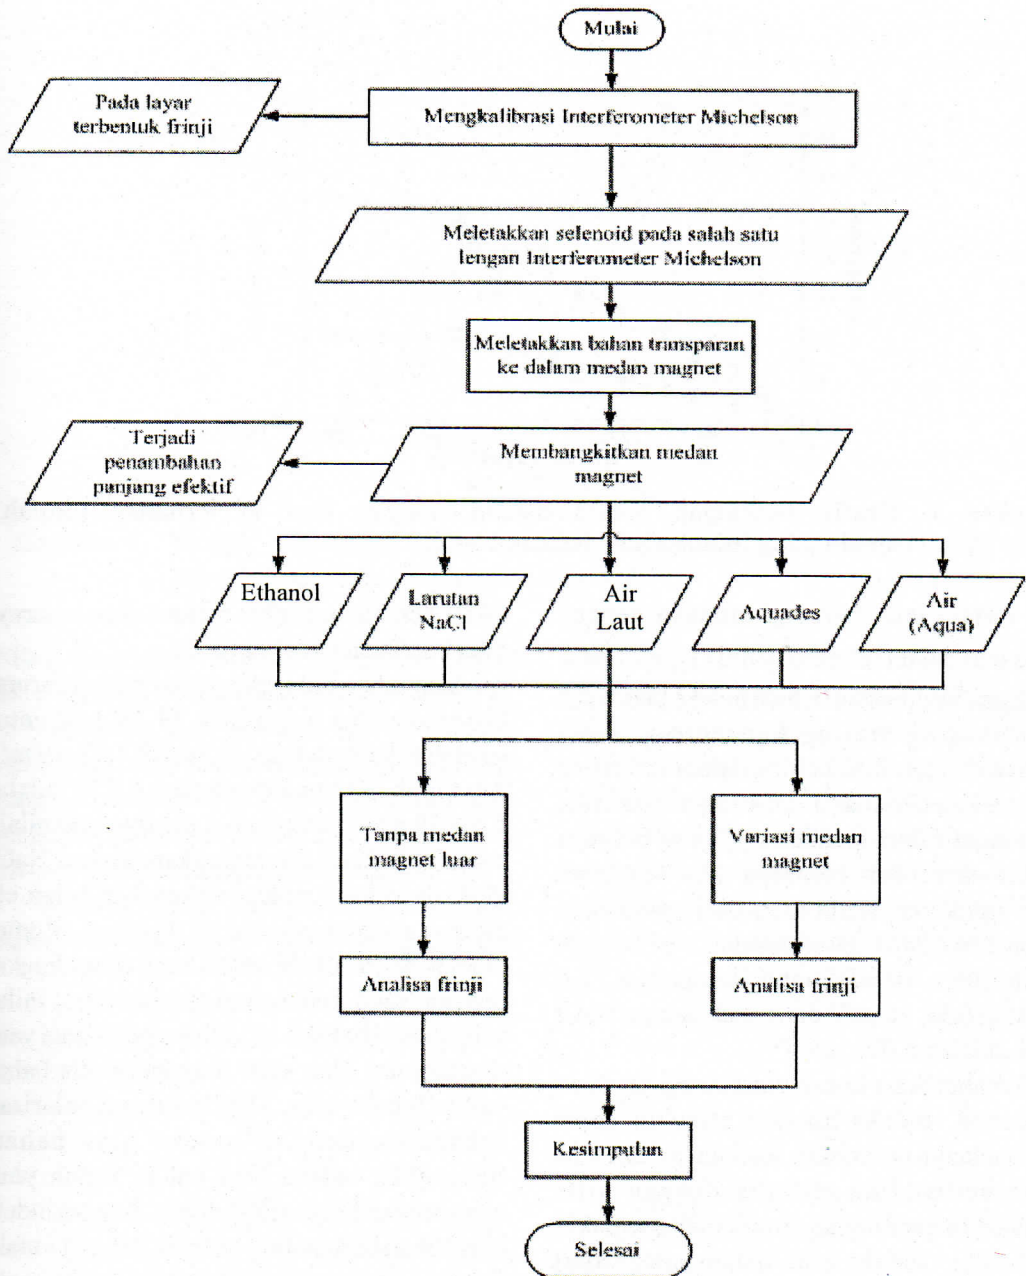 Mulai
Pada layar
terbentuk frinji
Mengkalibrasi Interferometer Michelson
Meletakkan selenoid pada salah satu
lengan Interferometer Michelson
Meletakkan bahan transparan
ke dalam medan magnet
Terjadi
penambahan
panjang efektif
Membangkitkan medan
magnet
Ethanol
Larutan
NaCl
Air
Laut
Aquades
Air
(Aqua)
Tanpa medan
magnet luar
Variasi medan
magnet
Analisa frinji
Analisa frinji
Kesimpulan
Selesai